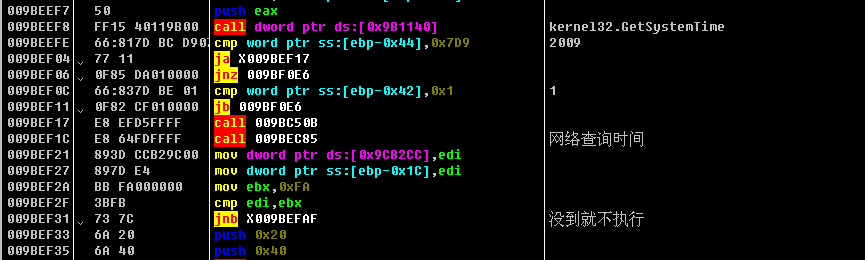 009BEEF7 50 push eax
009BEEF8 FF15 40119B00 call dword ptr ds:[0x9B1140] kernel32.GetSystemTime
009BEEFE 66:817D BC D907 cmp word ptr ss:[ebp-0x44],0x7D9 2009
009BEF04 77 11 ja X009BEF17
009BEF06 0F85 DA010000 jnz 009BF0E6
009BEF0C 66:837D BE 01 cmp word ptr ss:[ebp-0x42],0x1 1
009BEF11 0F82 CF010000 jb 009BF0E6
009BEF17 E8 EFD5FFFF call 009BC50B
009BEF1C E8 64FDFFFF call 009BEC85 网络查询时间
009BEF21 893D CCB29C00 mov dword ptr ds:[0x9CB2CC],edi
009BEF27 897D E4 mov dword ptr ss:[ebp-0x1C],edi
009BEF2A BB FA000000 mov ebx,0xFA
009BEF2F 3BFB cmp edi,ebx
009BEF31 73 7C jnb X009BEFAF 没到就不执行
009BEF33 6A 20 push 0x20
009BEF35 6A 40 push 0x40